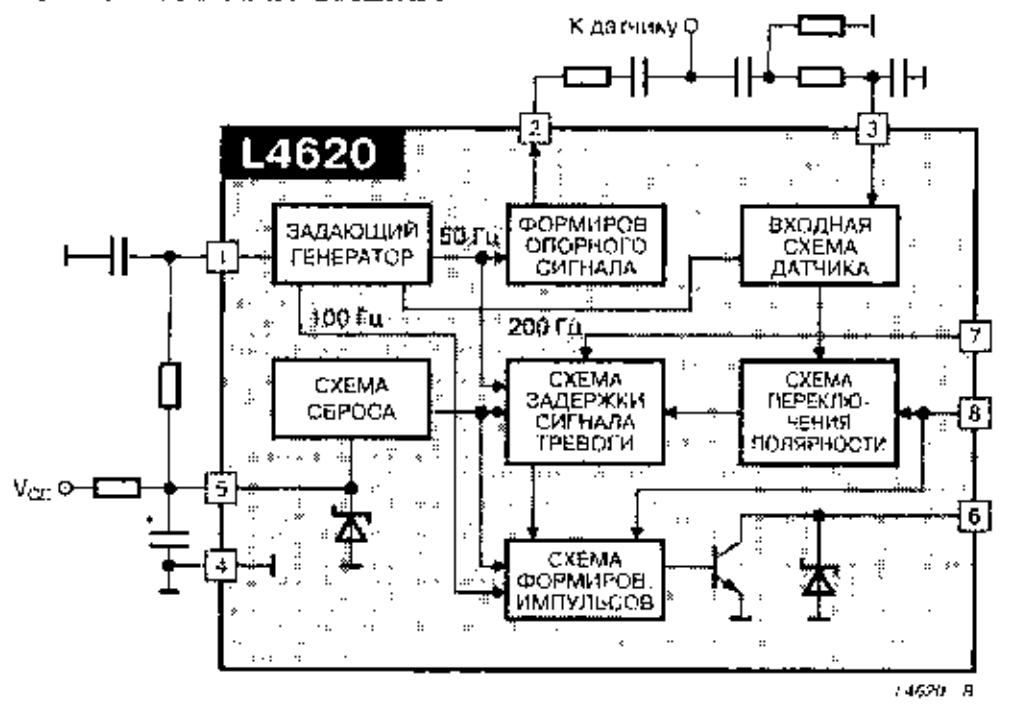 К датчику
2
3
L4620
ЗАДАЮЩИЙ
ГЕНЕРАТОР
50 Гц
ФОРМИРОВ
ОПОРНОГО
СИГНАЛА
ВХОДНАЯ
СХЕМА
ДАТЧИКА
1
100 Гц
200 Гц
7
СХЕМА
СБРОСА
СХЕМА
ЗАДЕРЖКИ
СИГНАЛА
ТРЕВОГИ
СХЕМА
ПЕРЕКЛЮ-
ЧЕНИЯ
ПОЛЯРНОСТИ
8
VCC
5
6
4
СХЕМА
ФОРМИРОВ.
ИМПУЛЬСОВ
L4620 B